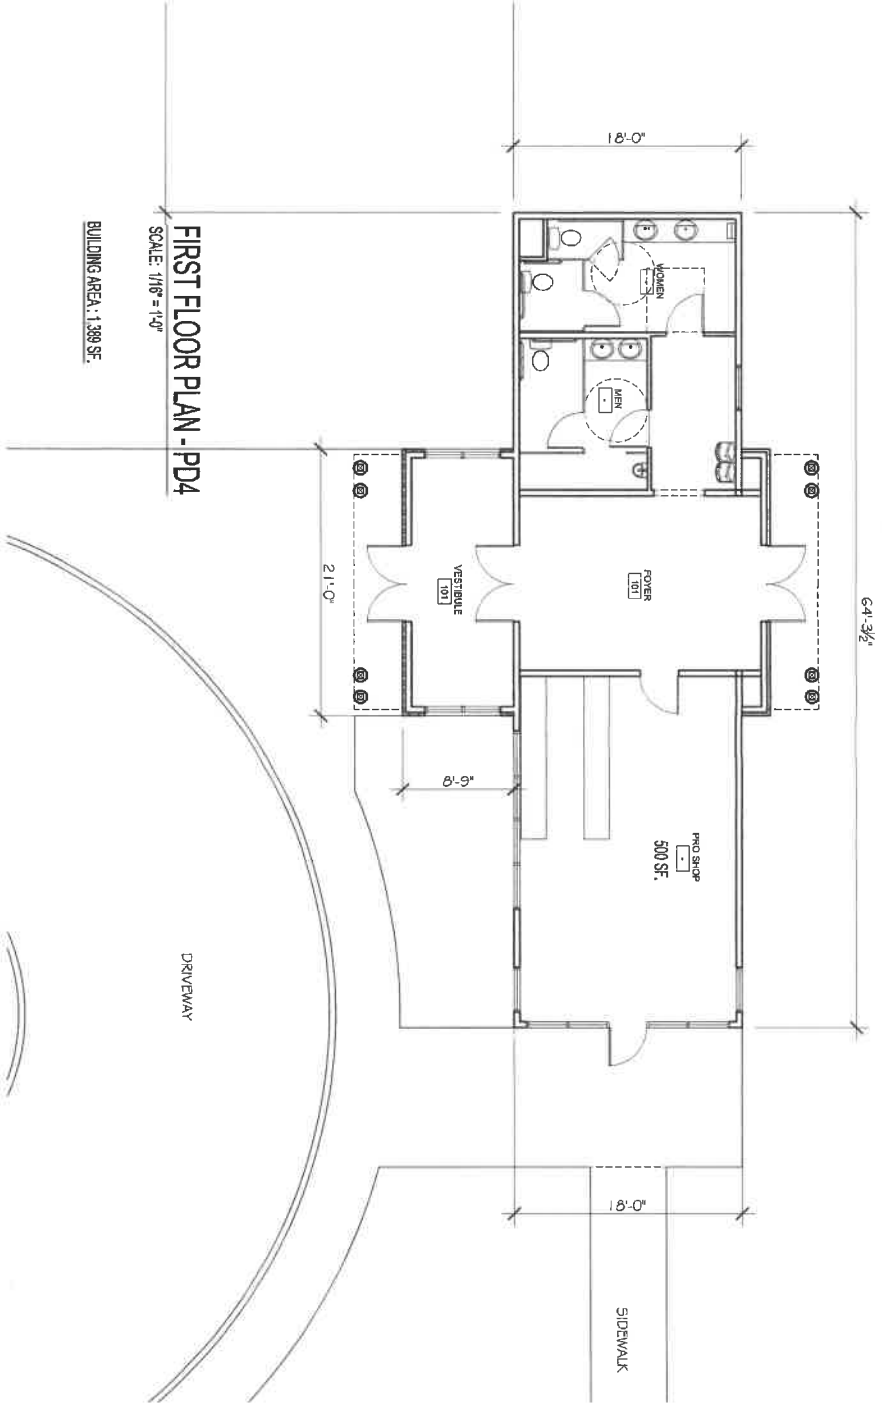 18'-0"
64'-3½"
WOMEN
-
MEN
-
FOYER
101
VESTIBULE
101
21'-0"
8'-9"
PRO SHOP
-
500 SF.
18'-0"
SIDEWALK
DRIVEWAY
FIRST FLOOR PLAN - PD4
SCALE: 1/16" = 1'-0"
BUILDING AREA : 1,389 SF.